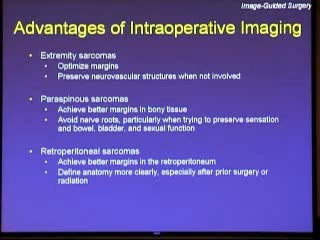 Image-Guided Surgery
Advantages of Intraoperative Imaging
• Extremity sarcomas
• Optimize margins
• Preserve neurovascular structures when not involved
• Paraspinous sarcomas
• Achieve better margins in bony tissue
• Avoid nerve roots, particularly when trying to preserve sensation
and bowel, bladder, and sexual function
• Retroperitoneal sarcomas
• Achieve better margins in the retroperitoneum
• Define anatomy more clearly, especially after prior surgery or
radiation